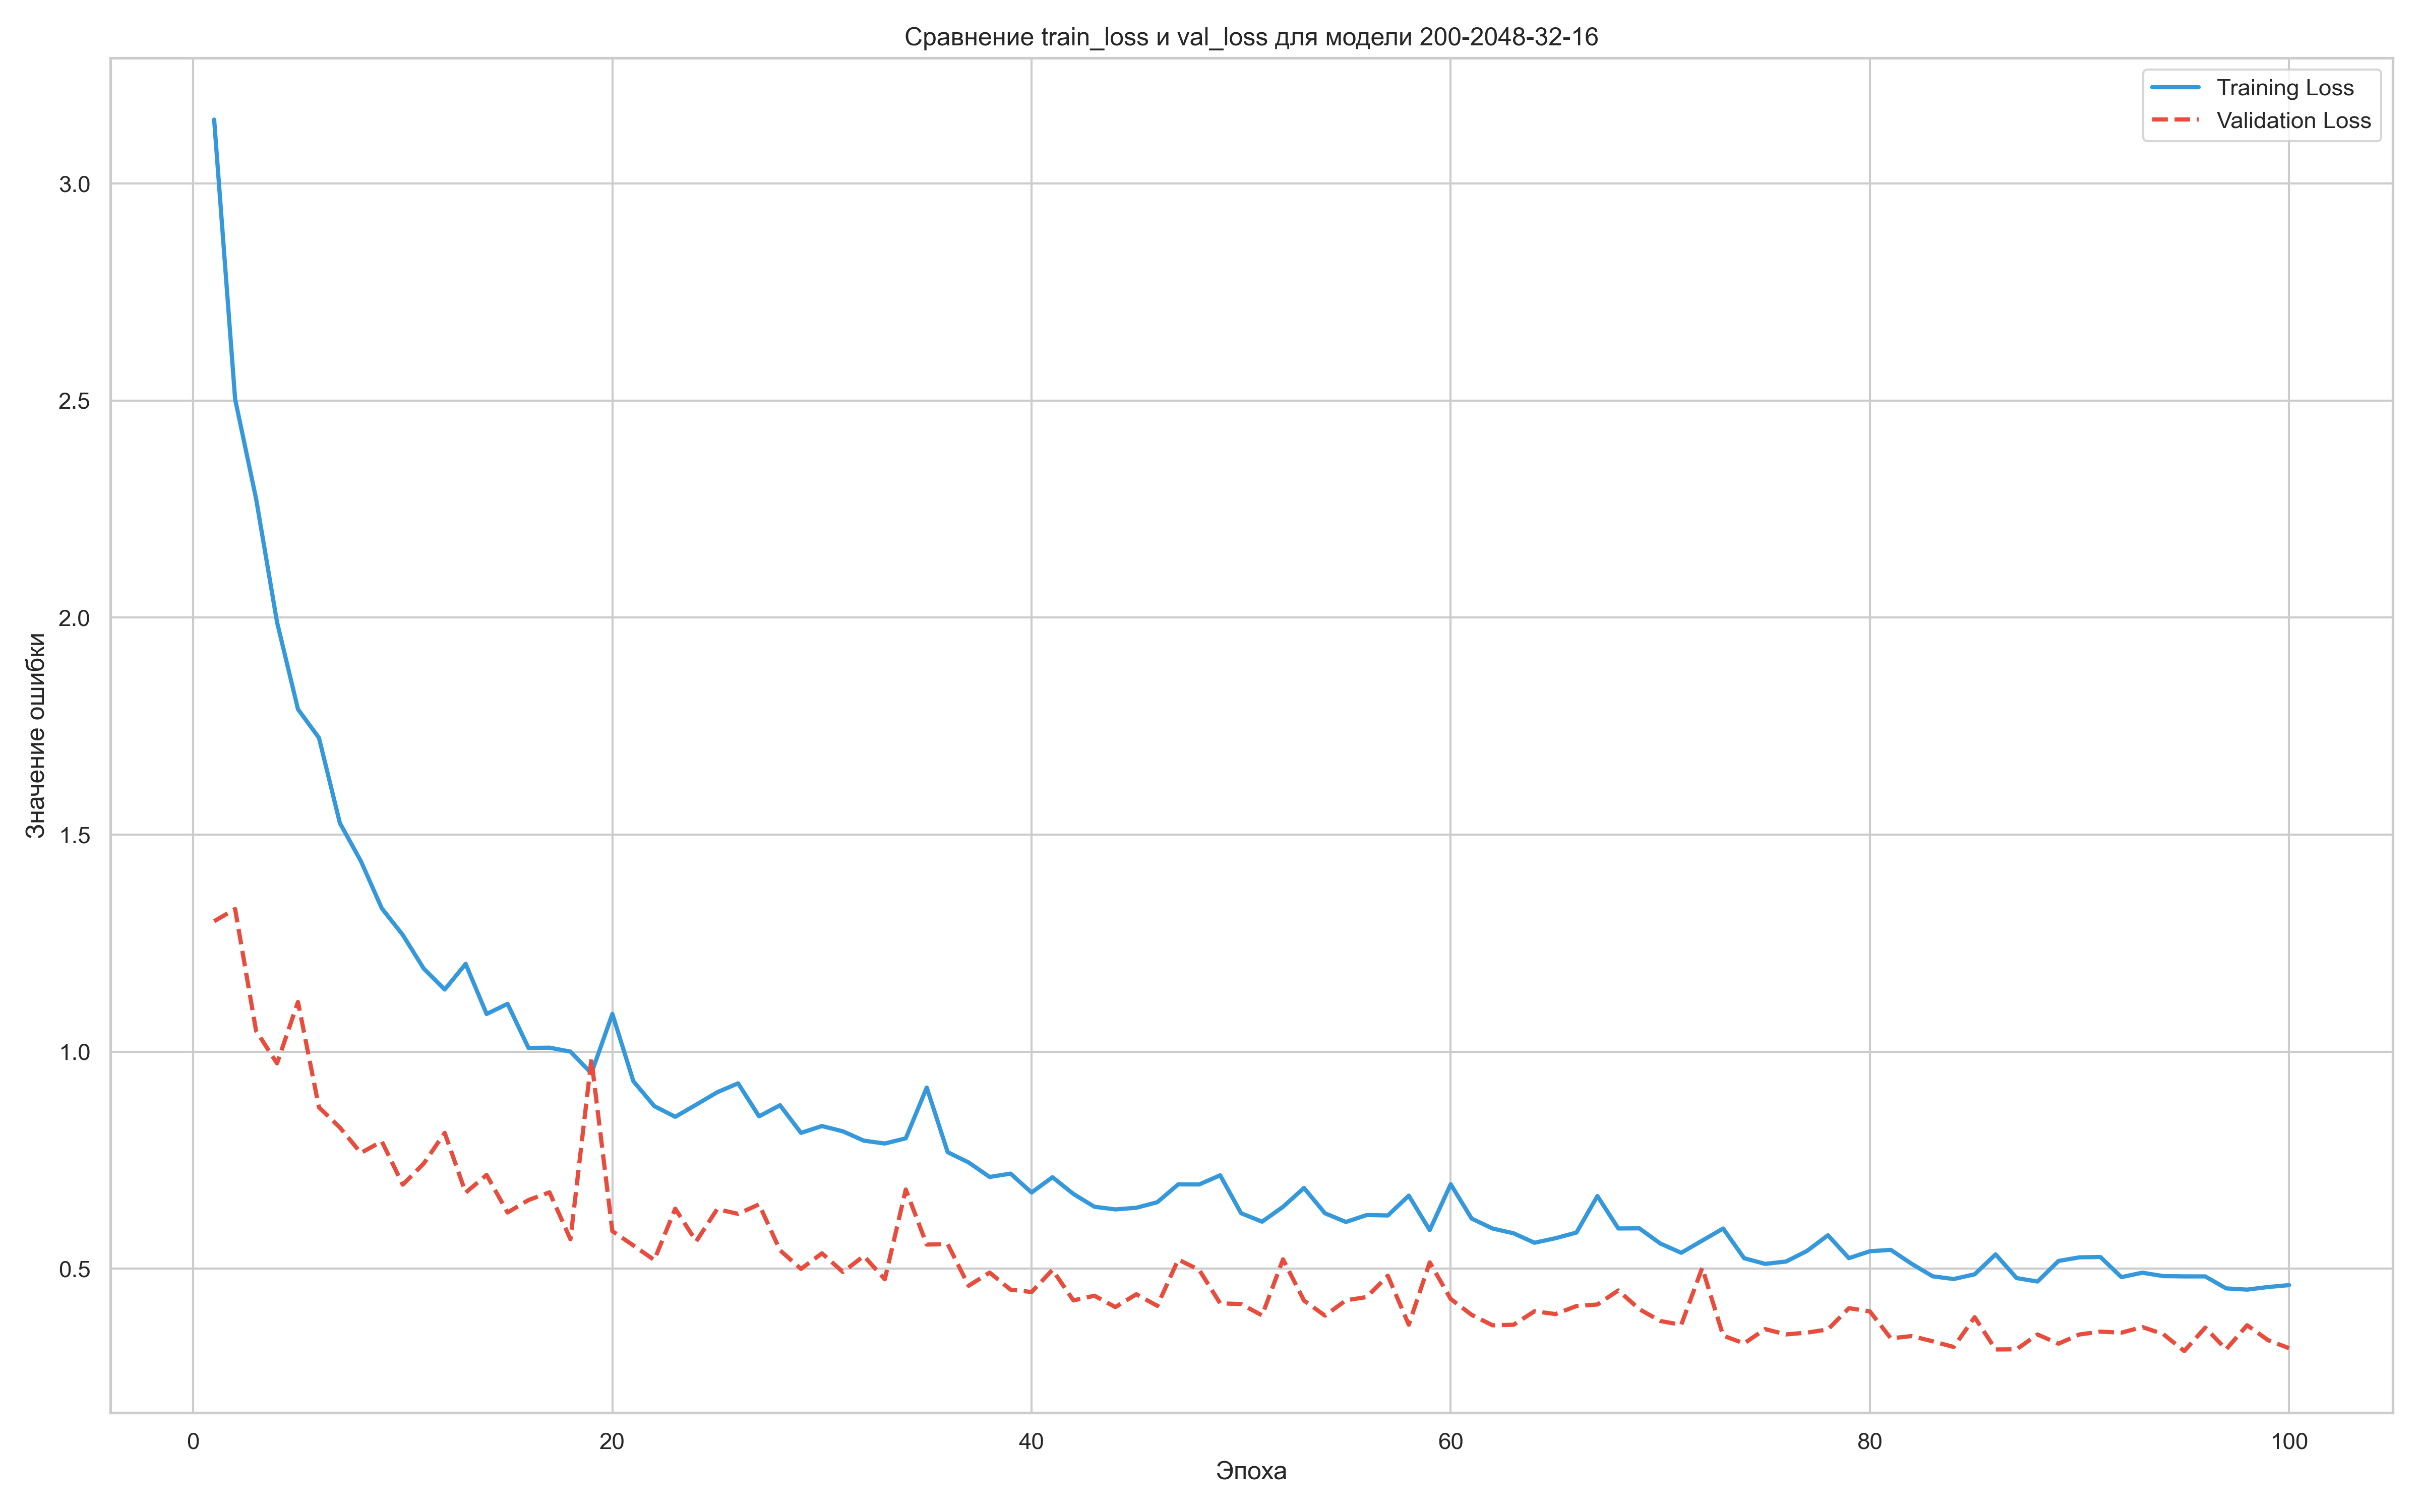 Сравнение train_loss и val_loss для модели 200-2048-32-16
Training Loss
Validation Loss
Значение ошибки
3.0
2.5
2.0
1.5
1.0
0.5
0 20 40 60 80 100
Эпоха